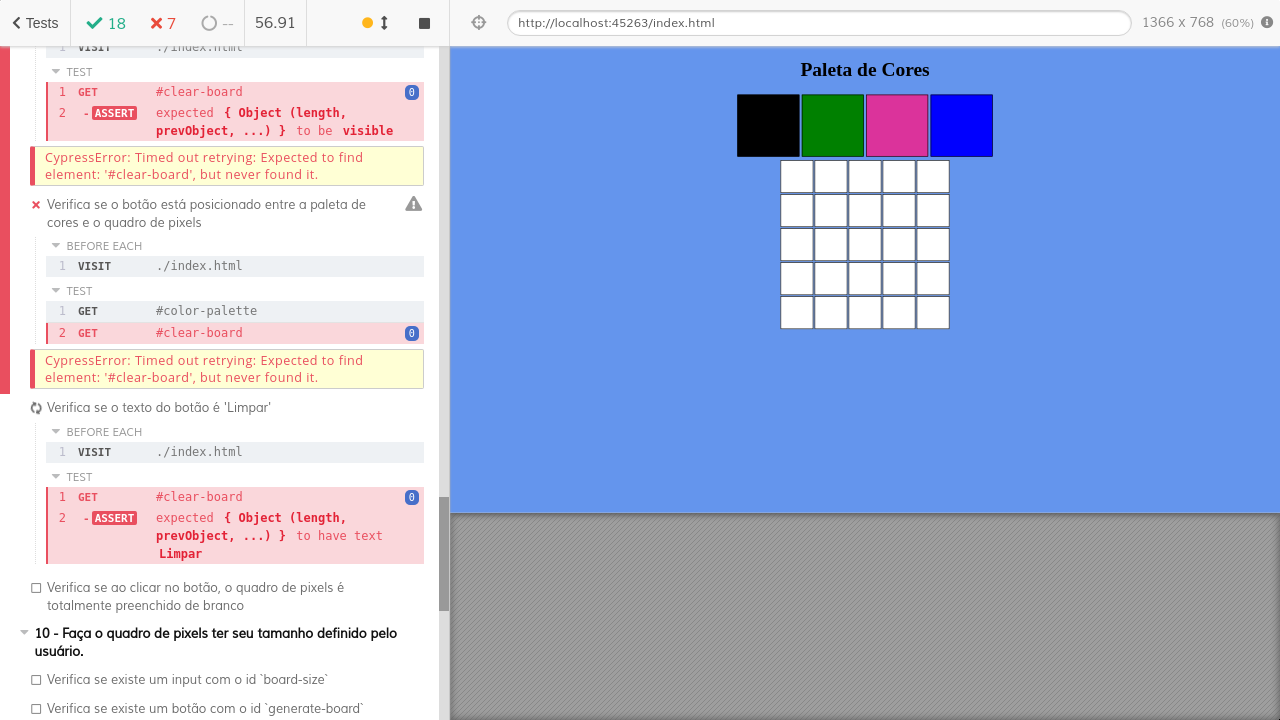 Tests
18
7
--
56.91
http://localhost:45263/index.html
1366 x 768 (60%)
1 VISIT ./index.html
TEST
1 GET #clear-board 0
2 -ASSERT expected { Object (length,
prevObject, ...) } to be visible
CypressError: Timed out retrying: Expected to find
element: '#clear-board', but never found it.
Verifica se o botão está posicionado entre a paleta de
cores e o quadro de pixels
BEFORE EACH
1 VISIT ./index.html
TEST
1 GET #color-palette
2 GET #clear-board 0
CypressError: Timed out retrying: Expected to find
element: '#clear-board', but never found it.
Verifica se o texto do botão é 'Limpar'
BEFORE EACH
1 VISIT ./index.html
TEST
1 GET #clear-board 0
2 -ASSERT expected { Object (length,
prevObject, ...) } to have text
Limpar
Verifica se ao clicar no botão, o quadro de pixels é
totalmente preenchido de branco
10 - Faça o quadro de pixels ter seu tamanho definido pelo
usuário.
Verifica se existe um input com o id `board-size`
Verifica se existe um botão com o id `generate-board`
Paleta de Cores